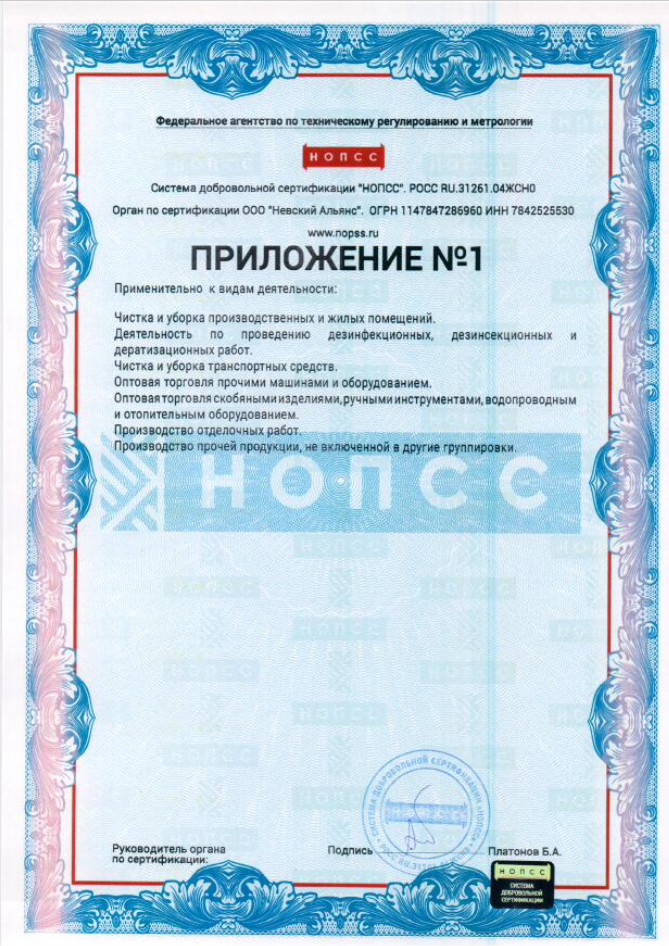 Федеральное агентство по техническому регулированию и метрологии
НОПСС
Система добровольной сертификации "НОПСС". РОСС RU.31261.04ЖСН0
Орган по сертификации ООО "Невский Альянс". ОГРН 1147847286960 ИНН 7842525530
www.nopss.ru
ПРИЛОЖЕНИЕ №1
Применительно к видам деятельности:
Чистка и уборка производственных и жилых помещений.
Деятельность по проведению дезинфекционных, дезинсекционных и
дератизационных работ.
Чистка и уборка транспортных средств.
Оптовая торговля прочими машинами и оборудованием.
Оптовая торговля скобяными изделиями, ручными инструментами, водопроводным
и отопительным оборудованием.
Производство отделочных работ.
Производство прочей продукции, не включенной в другие группировки.
НОПСС
СИСТЕМА ДОБРОВОЛЬНОЙ СЕРТИФИКАЦИИ «НОПСС»
Руководитель органа
по сертификации:
Подпись
Платонов Б.А.
НОПСС
СИСТЕМА
ДОБРОВОЛЬНОЙ
СЕРТИФИКАЦИИ